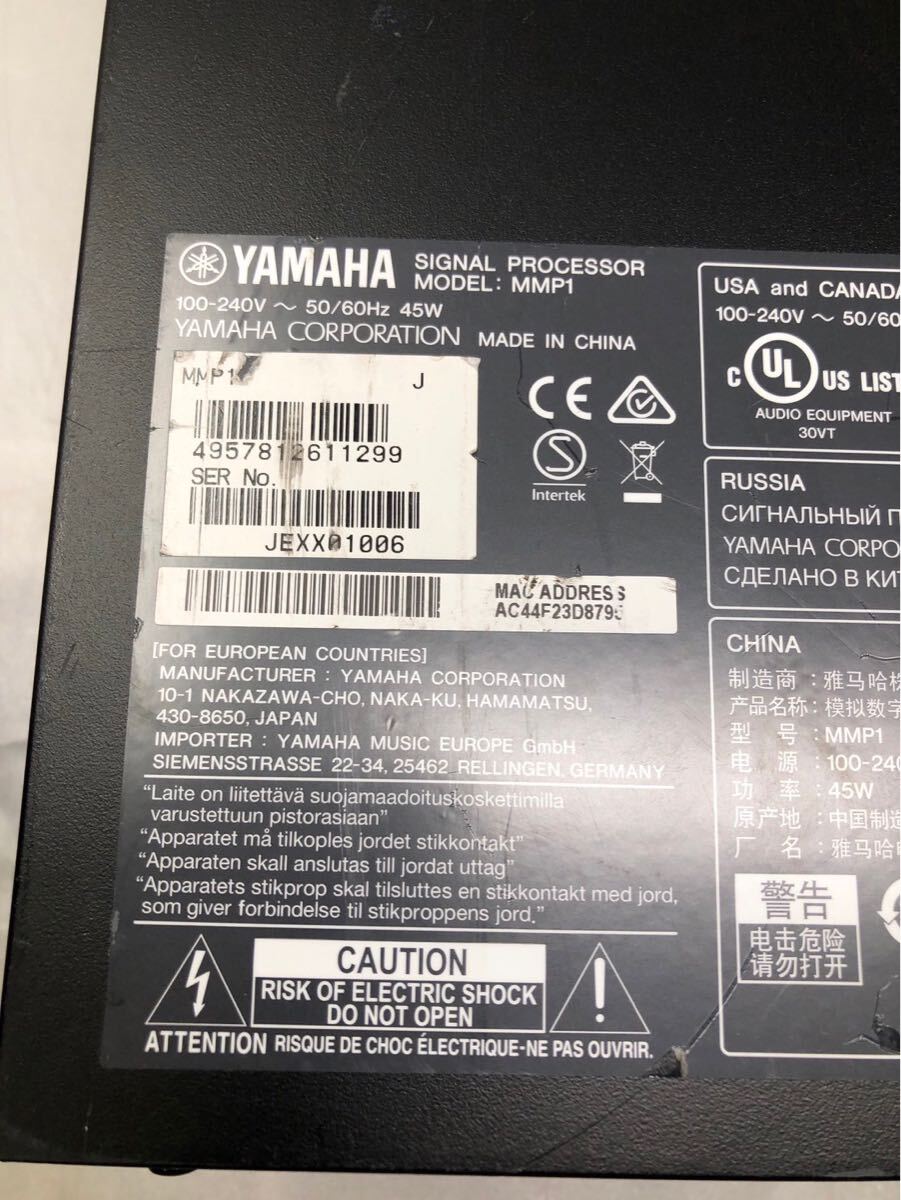 YAMAHA SIGNAL PROCESSOR
MODEL: MMP1
100-240V ～ 50/60Hz 45W
YAMAHA CORPORATION MADE IN CHINA
MMP1 J
4957812611299
SER No.
JEXX01006
MAC ADDRESS
AC44F23D879
[FOR EUROPEAN COUNTRIES]
MANUFACTURER : YAMAHA CORPORATION
10-1 NAKAZAWA-CHO, NAKA-KU, HAMAMATSU,
430-8650, JAPAN
IMPORTER : YAMAHA MUSIC EUROPE GmbH
SIEMENSSTRASSE 22-34, 25462 RELLINGEN, GERMANY
“Laite on liitettävä suojamaadoituskoskettimilla
varustettuun pistorasiaan”
“Apparatet må tilkoples jordet stikkontakt”
“Apparaten skall anslutas till jordat uttag”
“Apparatets stikprop skal tilsluttes en stikkontakt med jord,
som giver forbindelse til stikproppens jord.”
CAUTION
RISK OF ELECTRIC SHOCK
DO NOT OPEN
ATTENTION RISQUE DE CHOC ÉLECTRIQUE-NE PAS OUVRIR.
CE
S
Intertek
USA and CANADA
100-240V ～ 50/60
C UL US LIST
AUDIO EQUIPMENT
30VT
RUSSIA
СИГНАЛЬНЫЙ П
YAMAHA CORPO
СДЕЛАНО В КИТ
CHINA
制造商 : 雅马哈株
产品名称 : 模拟数字
型 号 : MMP1
电 源 : 100-240
功 率 : 45W
原产地 : 中国制造
厂 名 : 雅马哈电
警告
电击危险
请勿打开